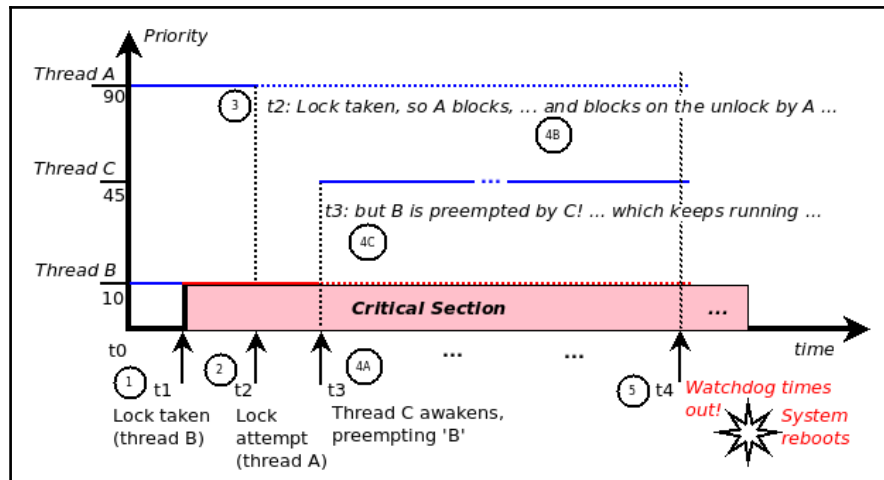 Priority
Thread A
90
3
t2: Lock taken, so A blocks, ... and blocks on the unlock by A ...
4B
Thread C
45
...
t3: but B is preempted by C! ... which keeps running ...
4C
Thread B
10
Critical Section
...
t0
time
1
t1
2
t2
t3
4A
...
...
5
t4
Lock taken
(thread B)
Lock
attempt
(thread A)
Thread C awakens,
preempting 'B'
Watchdog times
out!
System
reboots